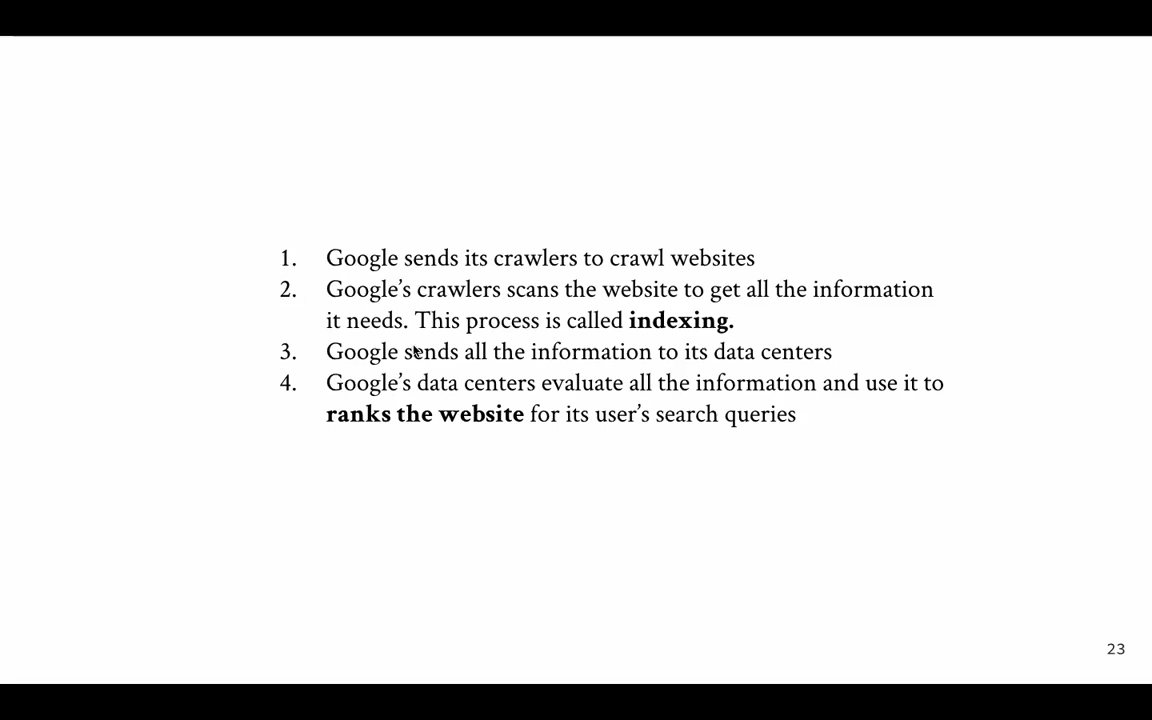 1. Google sends its crawlers to crawl websites
2. Google’s crawlers scans the website to get all the information
it needs. This process is called indexing.
3. Google sends all the information to its data centers
4. Google’s data centers evaluate all the information and use it to
ranks the website for its user’s search queries
23